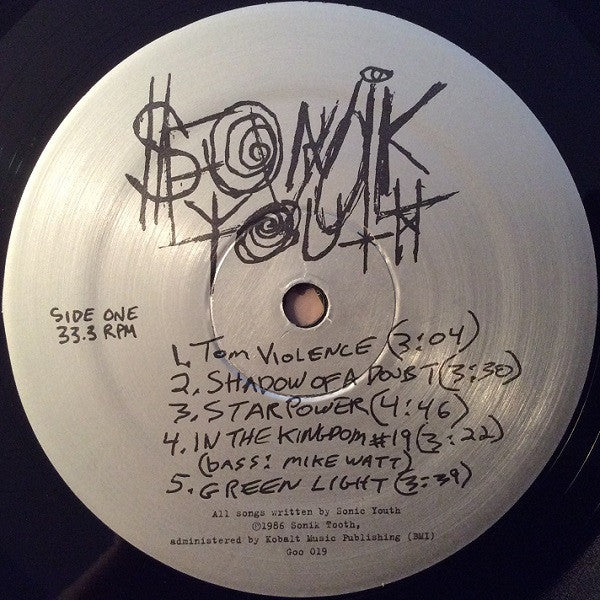 SONIK
YOUTH
SIDE ONE
33.3 RPM
1. TOM VIOLENCE (3:04)
2. SHADOW OF A DOUBT (3:30)
3. STARPOWER (4:46)
4. IN THE KINGDOM #19 (3:22)
(BASS: MIKE WATT)
5. GREEN LIGHT (3:39)
All songs written by Sonic Youth
©1986 Sonik Tooth,
administered by Kobalt Music Publishing (BMI)
Goo 019